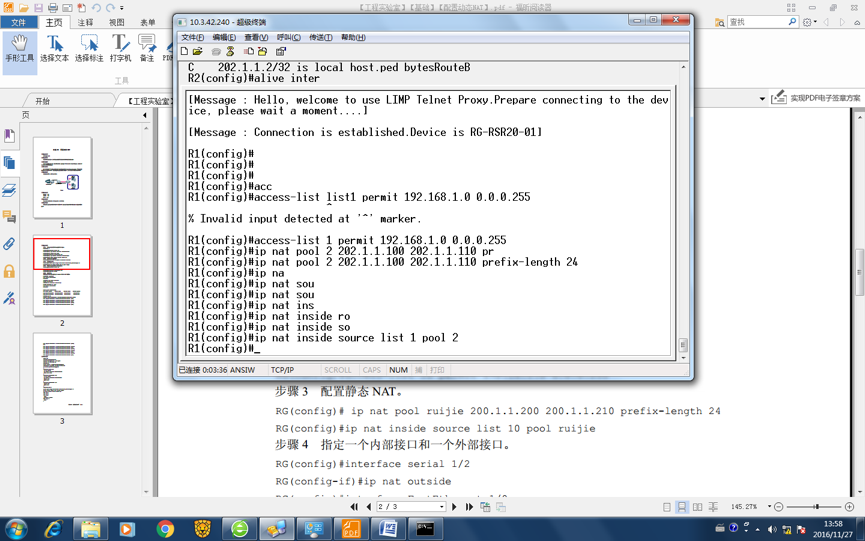 【工程实验室】【基础】【配置动态NAT】.pdf - 福昕阅读器
文件 主页 注释 视图 表单
手形工具 选择文本 选择标注 打字机 备注
工具
查找
开始 【工程实验室】
实现PDF电子签章方案
页
1
2
3
10.3.42.240 - 超级终端
文件(F) 编辑(E) 查看(V) 呼叫(C) 传送(T) 帮助(H)
C    202.1.1.2/32 is local host.ped bytesRouteB
R2(config)#alive inter
[Message : Hello, welcome to use LIMP Telnet Proxy.Prepare connecting to the dev
ice, please wait a moment....]
[Message : Connection is established.Device is RG-RSR20-01]
R1(config)#
R1(config)#
R1(config)#
R1(config)#acc
R1(config)#access-list list1 permit 192.168.1.0 0.0.0.255
^
% Invalid input detected at '^' marker.
R1(config)#access-list 1 permit 192.168.1.0 0.0.0.255
R1(config)#ip nat pool 2 202.1.1.100 202.1.1.110 pr
R1(config)#ip nat pool 2 202.1.1.100 202.1.1.110 prefix-length 24
R1(config)#ip na
R1(config)#ip nat sou
R1(config)#ip nat sou
R1(config)#ip nat ins
R1(config)#ip nat inside ro
R1(config)#ip nat inside so
R1(config)#ip nat inside source list 1 pool 2
R1(config)#_
已连接 0:03:36 ANSIW TCP/IP SCROLL CAPS NUM 捕 打印
步骤 3 配置静态 NAT。
RG(config)# ip nat pool ruijie 200.1.1.200 200.1.1.210 prefix-length 24
RG(config)#ip nat inside source list 10 pool ruijie
步骤 4 指定一个内部接口和一个外部接口。
RG(config)#interface serial 1/2
RG(config-if)#ip nat outside
2 / 3
145.27%
13:58
2016/11/27